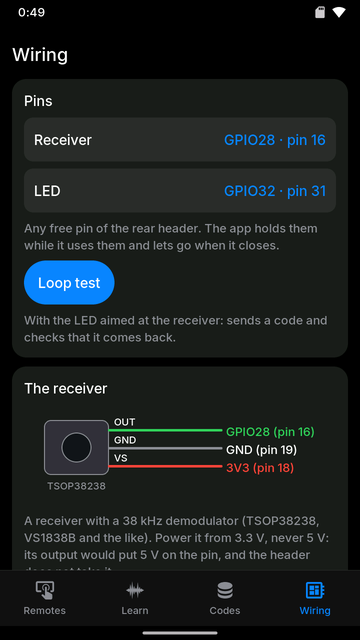 0:49
Wiring
Pins
Receiver
GPIO28 · pin 16
LED
GPIO32 · pin 31
Any free pin of the rear header. The app holds them
while it uses them and lets go when it closes.
Loop test
With the LED aimed at the receiver: sends a code and
checks that it comes back.
The receiver
OUT
GPIO28 (pin 16)
GND
GND (pin 19)
VS
3V3 (pin 18)
TSOP38238
A receiver with a 38 kHz demodulator (TSOP38238,
VS1838B and the like). Power it from 3.3 V, never 5 V:
its output would put 5 V on the pin, and the header
does not take it.
Remotes
Learn
Codes
Wiring